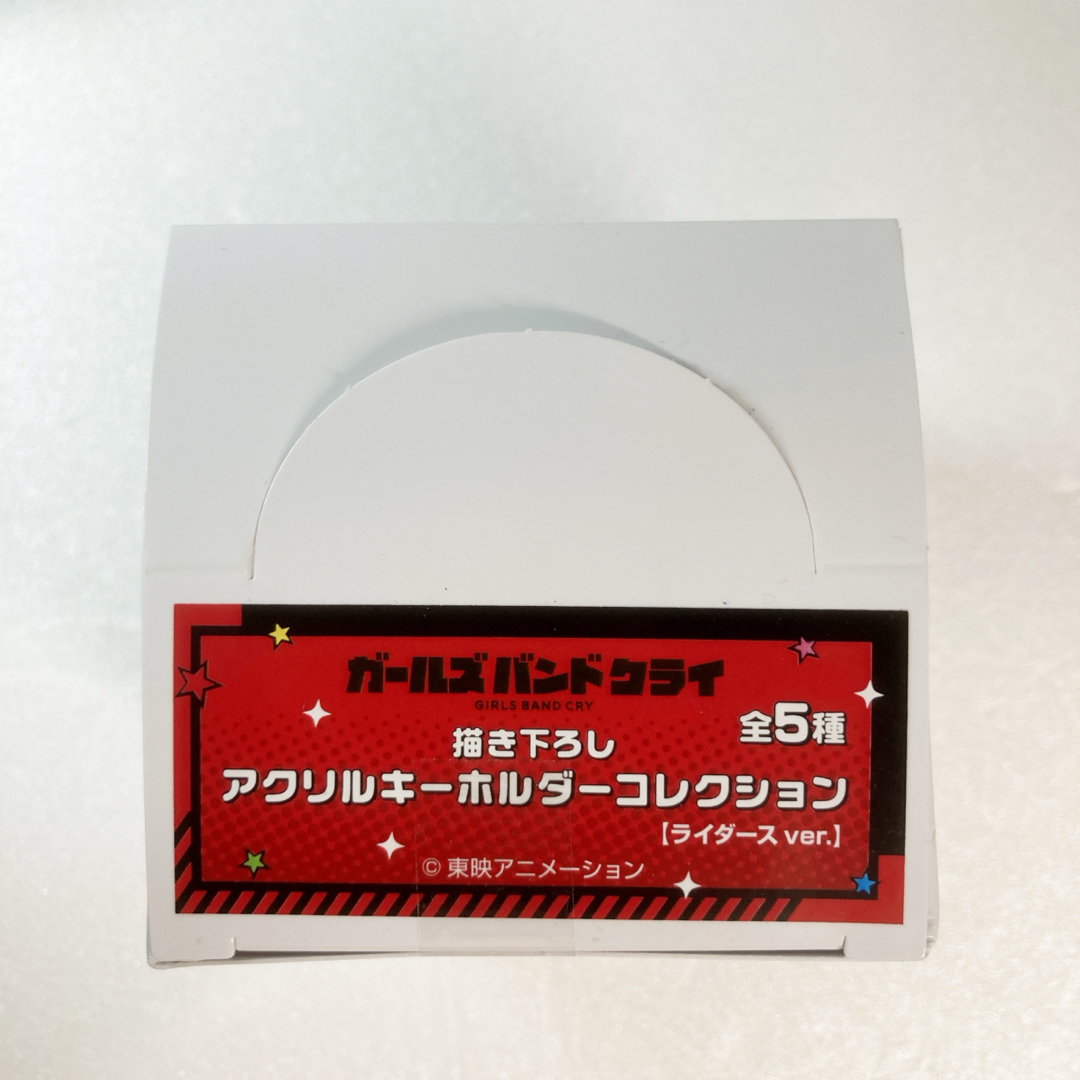 ガールズバンドクライ
GIRLS BAND CRY
全5種
描き下ろし
アクリルキーホルダーコレクション
【ライダース ver.】
© 東映アニメーション